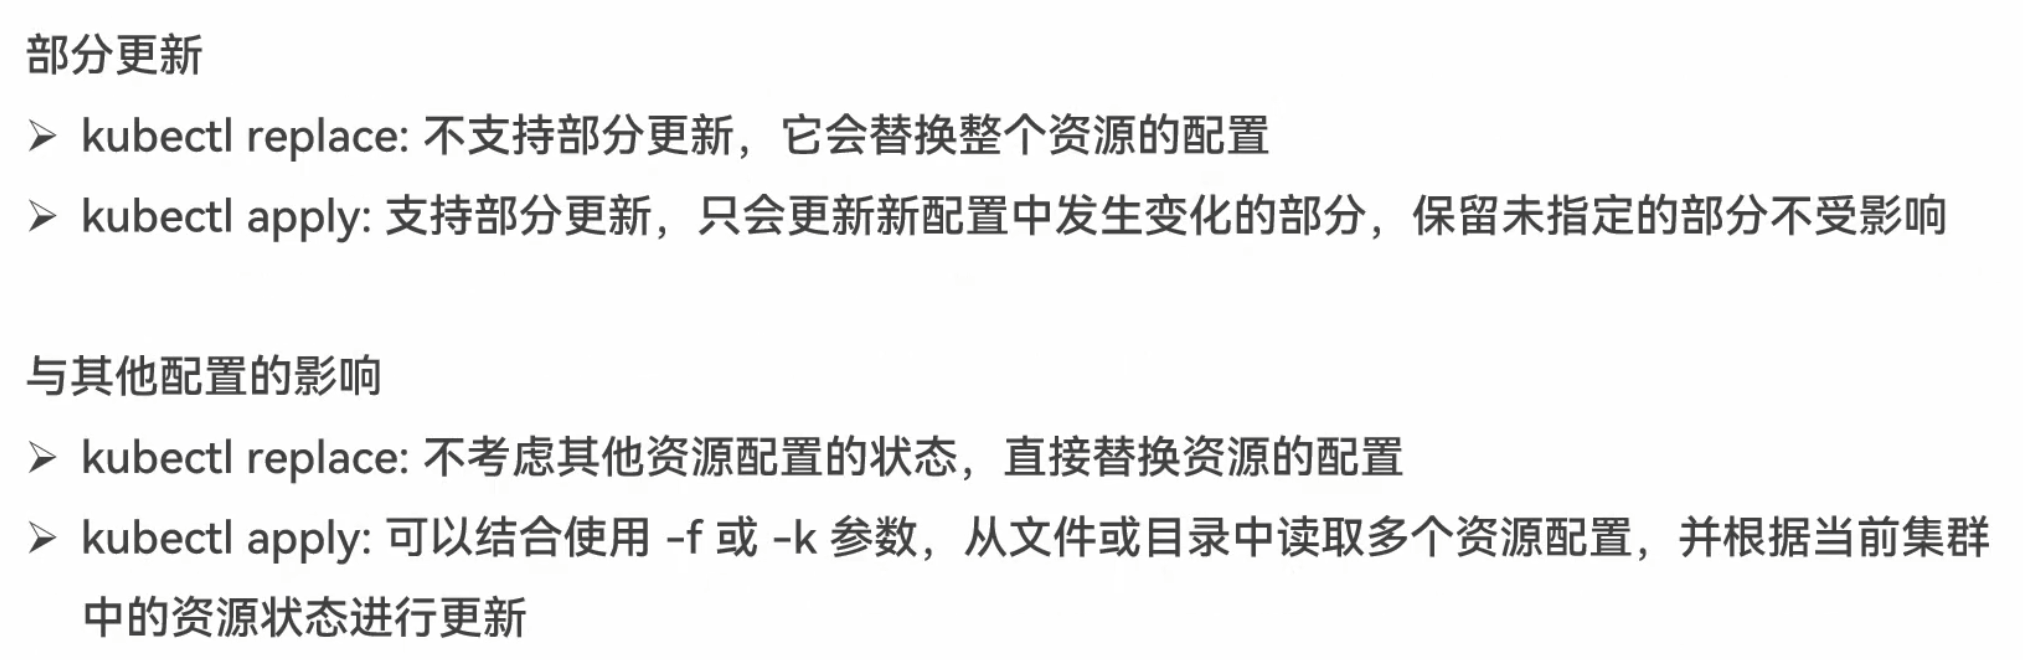 部分更新
➢ kubectl replace: 不支持部分更新，它会替换整个资源的配置
➢ kubectl apply: 支持部分更新，只会更新新配置中发生变化的部分，保留未指定的部分不受影响
与其他配置的影响
➢ kubectl replace: 不考虑其他资源配置的状态，直接替换资源的配置
➢ kubectl apply: 可以结合使用 -f 或 -k 参数，从文件或目录中读取多个资源配置，并根据当前集群
中的资源状态进行更新